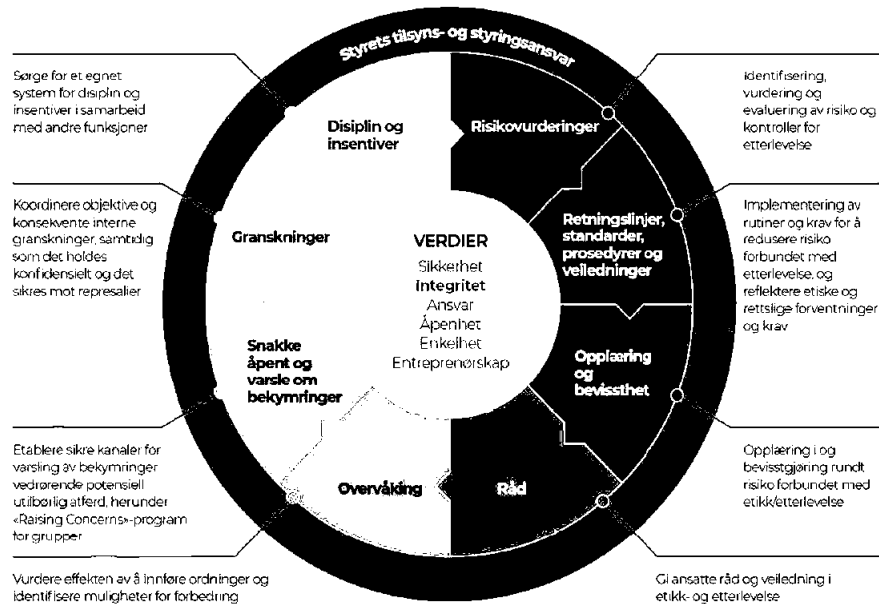 Styrets tilsyns- og styringsansvar
Sørge for et egnet
system for disiplin og
insentiver i samarbeid
med andre funksjoner
Koordinere objektive og
konsekvente interne
granskninger, samtidig
som det holdes
konfidensielt og det
sikres mot represalier
Etablere sikre kanaler for
varsling av bekymringer
vedrørende potensiell
utilbørlig atferd, herunder
«Raising Concerns»-program
for grupper
Vurdere effekten av å innføre ordninger og
identifisere muligheter for forbedring
Disiplin og
insentiver
Granskninger
Snakke
åpent og
varsle om
bekymringer
Overvåking
VERDIER
Sikkerhet
Integritet
Ansvar
Åpenhet
Enkelhet
Entreprenørskap
Risikovurderinger
Retningslinjer,
standarder,
prosedyrer og
veiledninger
Opplæring
og
bevissthet
Råd
Identifisering,
vurdering og
evaluering av risiko og
kontroller for
etterlevelse
Implementering av
rutiner og krav for å
redusere risiko
forbundet med
etterlevelse, og
reflektere etiske og
rettslige forventninger
og krav
Opplæring i og
bevisstgjøring rundt
risiko forbundet med
etikk/etterlevelse
Gi ansatte råd og veiledning i
etikk- og etterlevelse